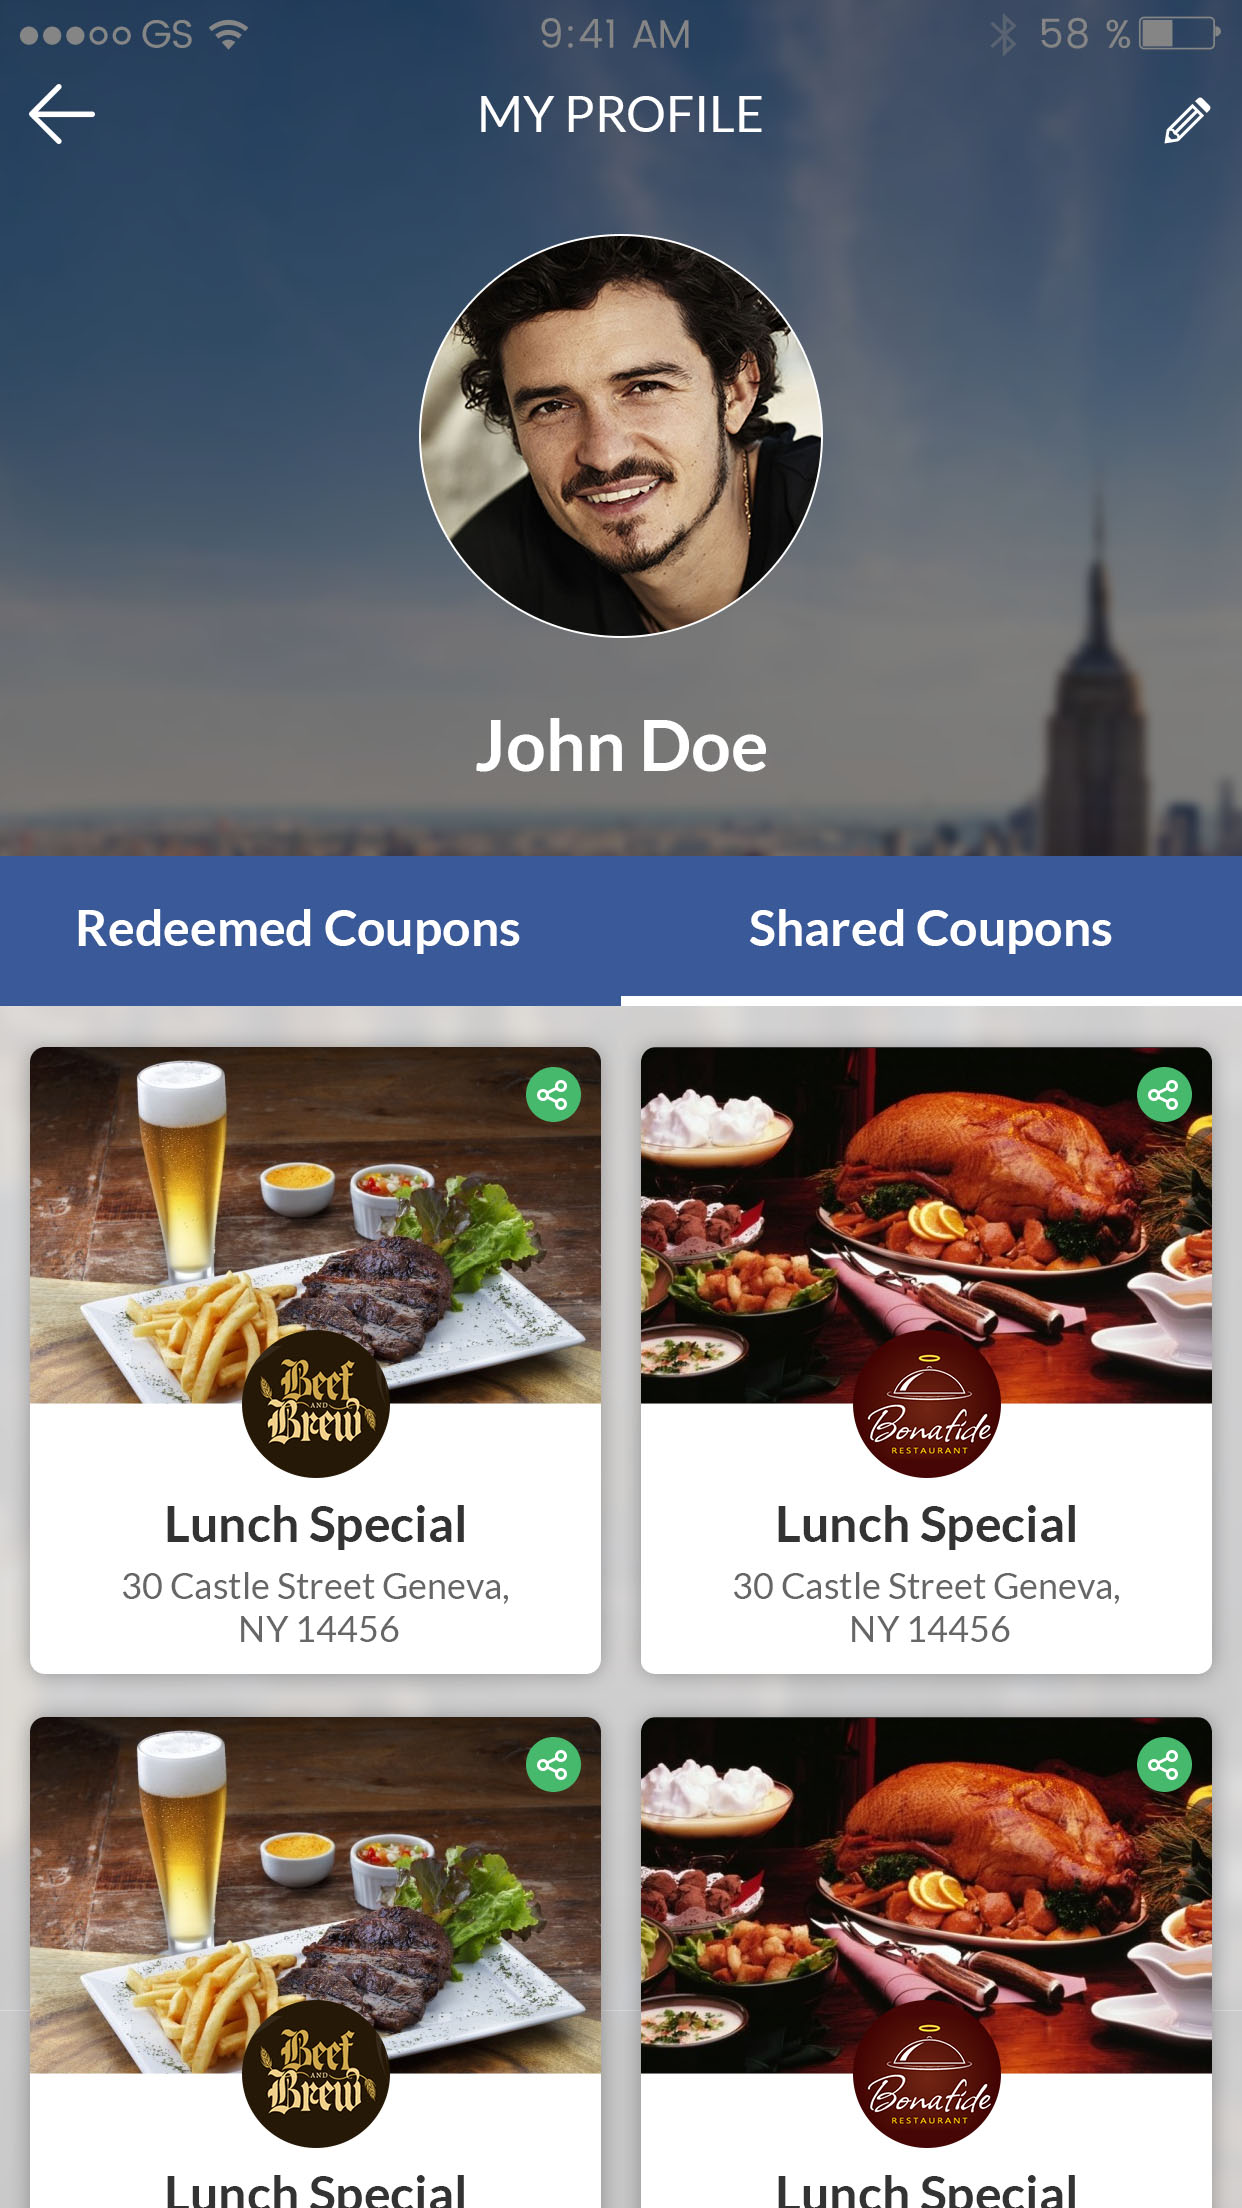 GS 9:41 AM 58 %
MY PROFILE
John Doe
Redeemed Coupons Shared Coupons
Beef
AND
Brew
Lunch Special
30 Castle Street Geneva,
NY 14456
Bonafide
RESTAURANT
Lunch Special
30 Castle Street Geneva,
NY 14456
Beef
AND
Brew
Lunch Special
Bonafide
RESTAURANT
Lunch Special